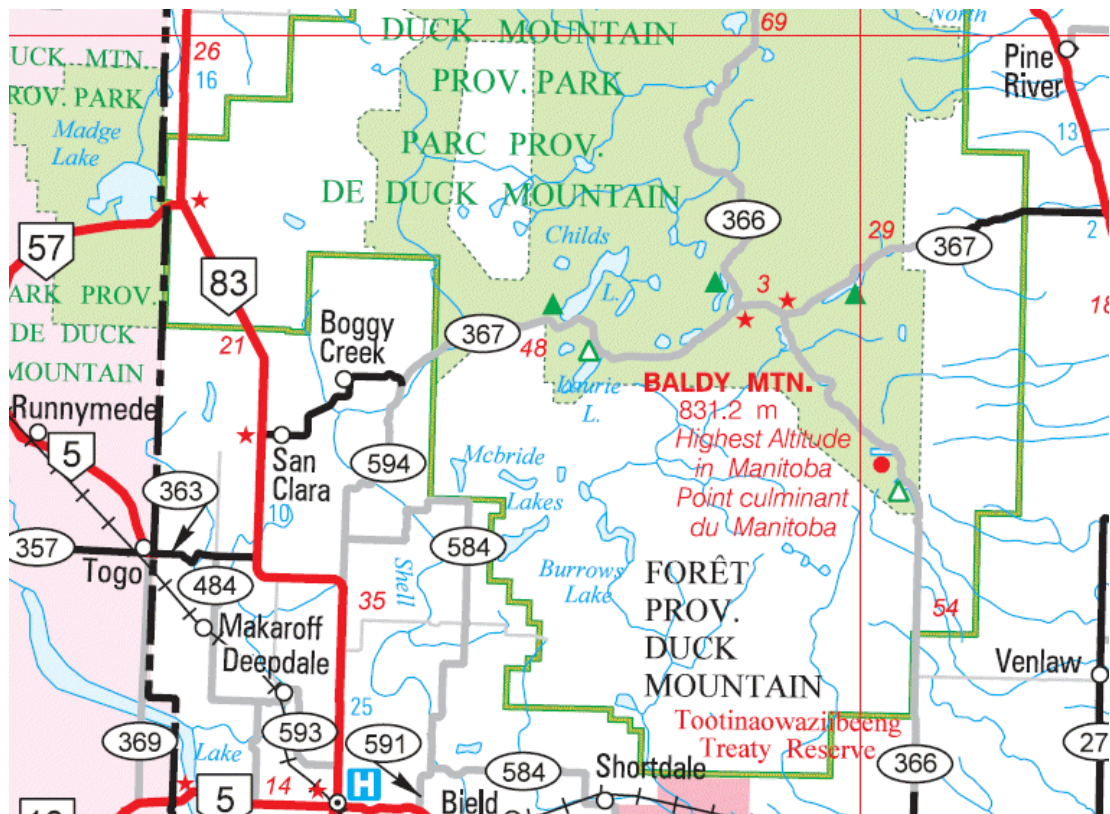 DUCK MOUNTAIN
PROV. PARK
PARC PROV.
DE DUCK MOUNTAIN
69
North
Pine
River
26
16
UCK MTN.
ROV. PARK
Madge
Lake
13
366
Childs
L.
29
367
2
57
83
3
18
ARK PROV.
DE DUCK
MOUNTAIN
21
Boggy
Creek
367
48
Laurie
L.
BALDY MTN.
831.2 m
Highest Altitude
in Manitoba
Point culminant
du Manitoba
Runnymede
5
San
Clara
594
Mcbride
Lakes
363
10
357
Togo
484
584
Shell
Burrows
Lake
FORÊT
PROV.
DUCK
MOUNTAIN
35
54
Makaroff
Deepdale
Venlaw
25
Tootinaowaziibeeng
Treaty Reserve
369
Lake
593
591
27
366
584
Shortdale
14
H
5
Bield